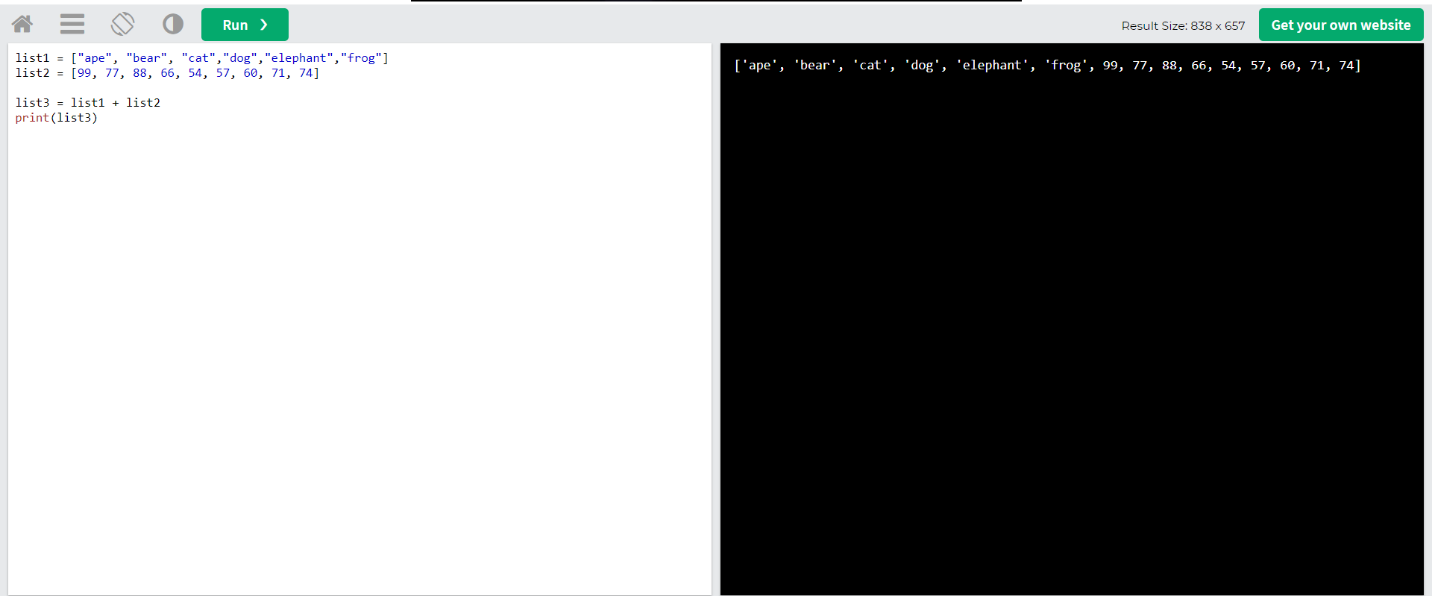 Run ❯
Result Size: 838 x 657
Get your own website
list1 = ["ape", "bear", "cat","dog","elephant","frog"]
list2 = [99, 77, 88, 66, 54, 57, 60, 71, 74]
list3 = list1 + list2
print(list3)
['ape', 'bear', 'cat', 'dog', 'elephant', 'frog', 99, 77, 88, 66, 54, 57, 60, 71, 74]